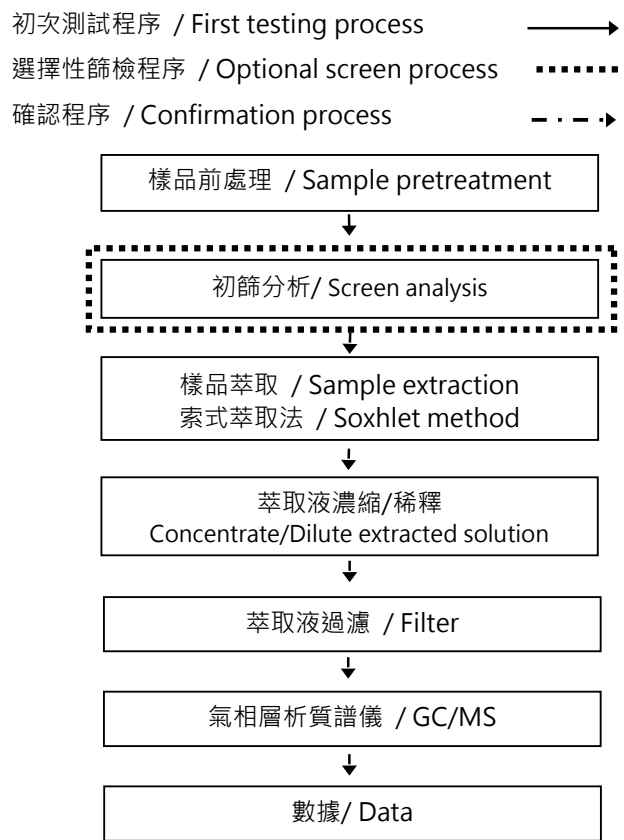 初次測試程序 / First testing process
選擇性篩檢程序 / Optional screen process
確認程序 / Confirmation process
樣品前處理 / Sample pretreatment
初篩分析/ Screen analysis
樣品萃取 / Sample extraction
索式萃取法 / Soxhlet method
萃取液濃縮/稀釋
Concentrate/Dilute extracted solution
萃取液過濾 / Filter
氣相層析質譜儀 / GC/MS
數據/ Data